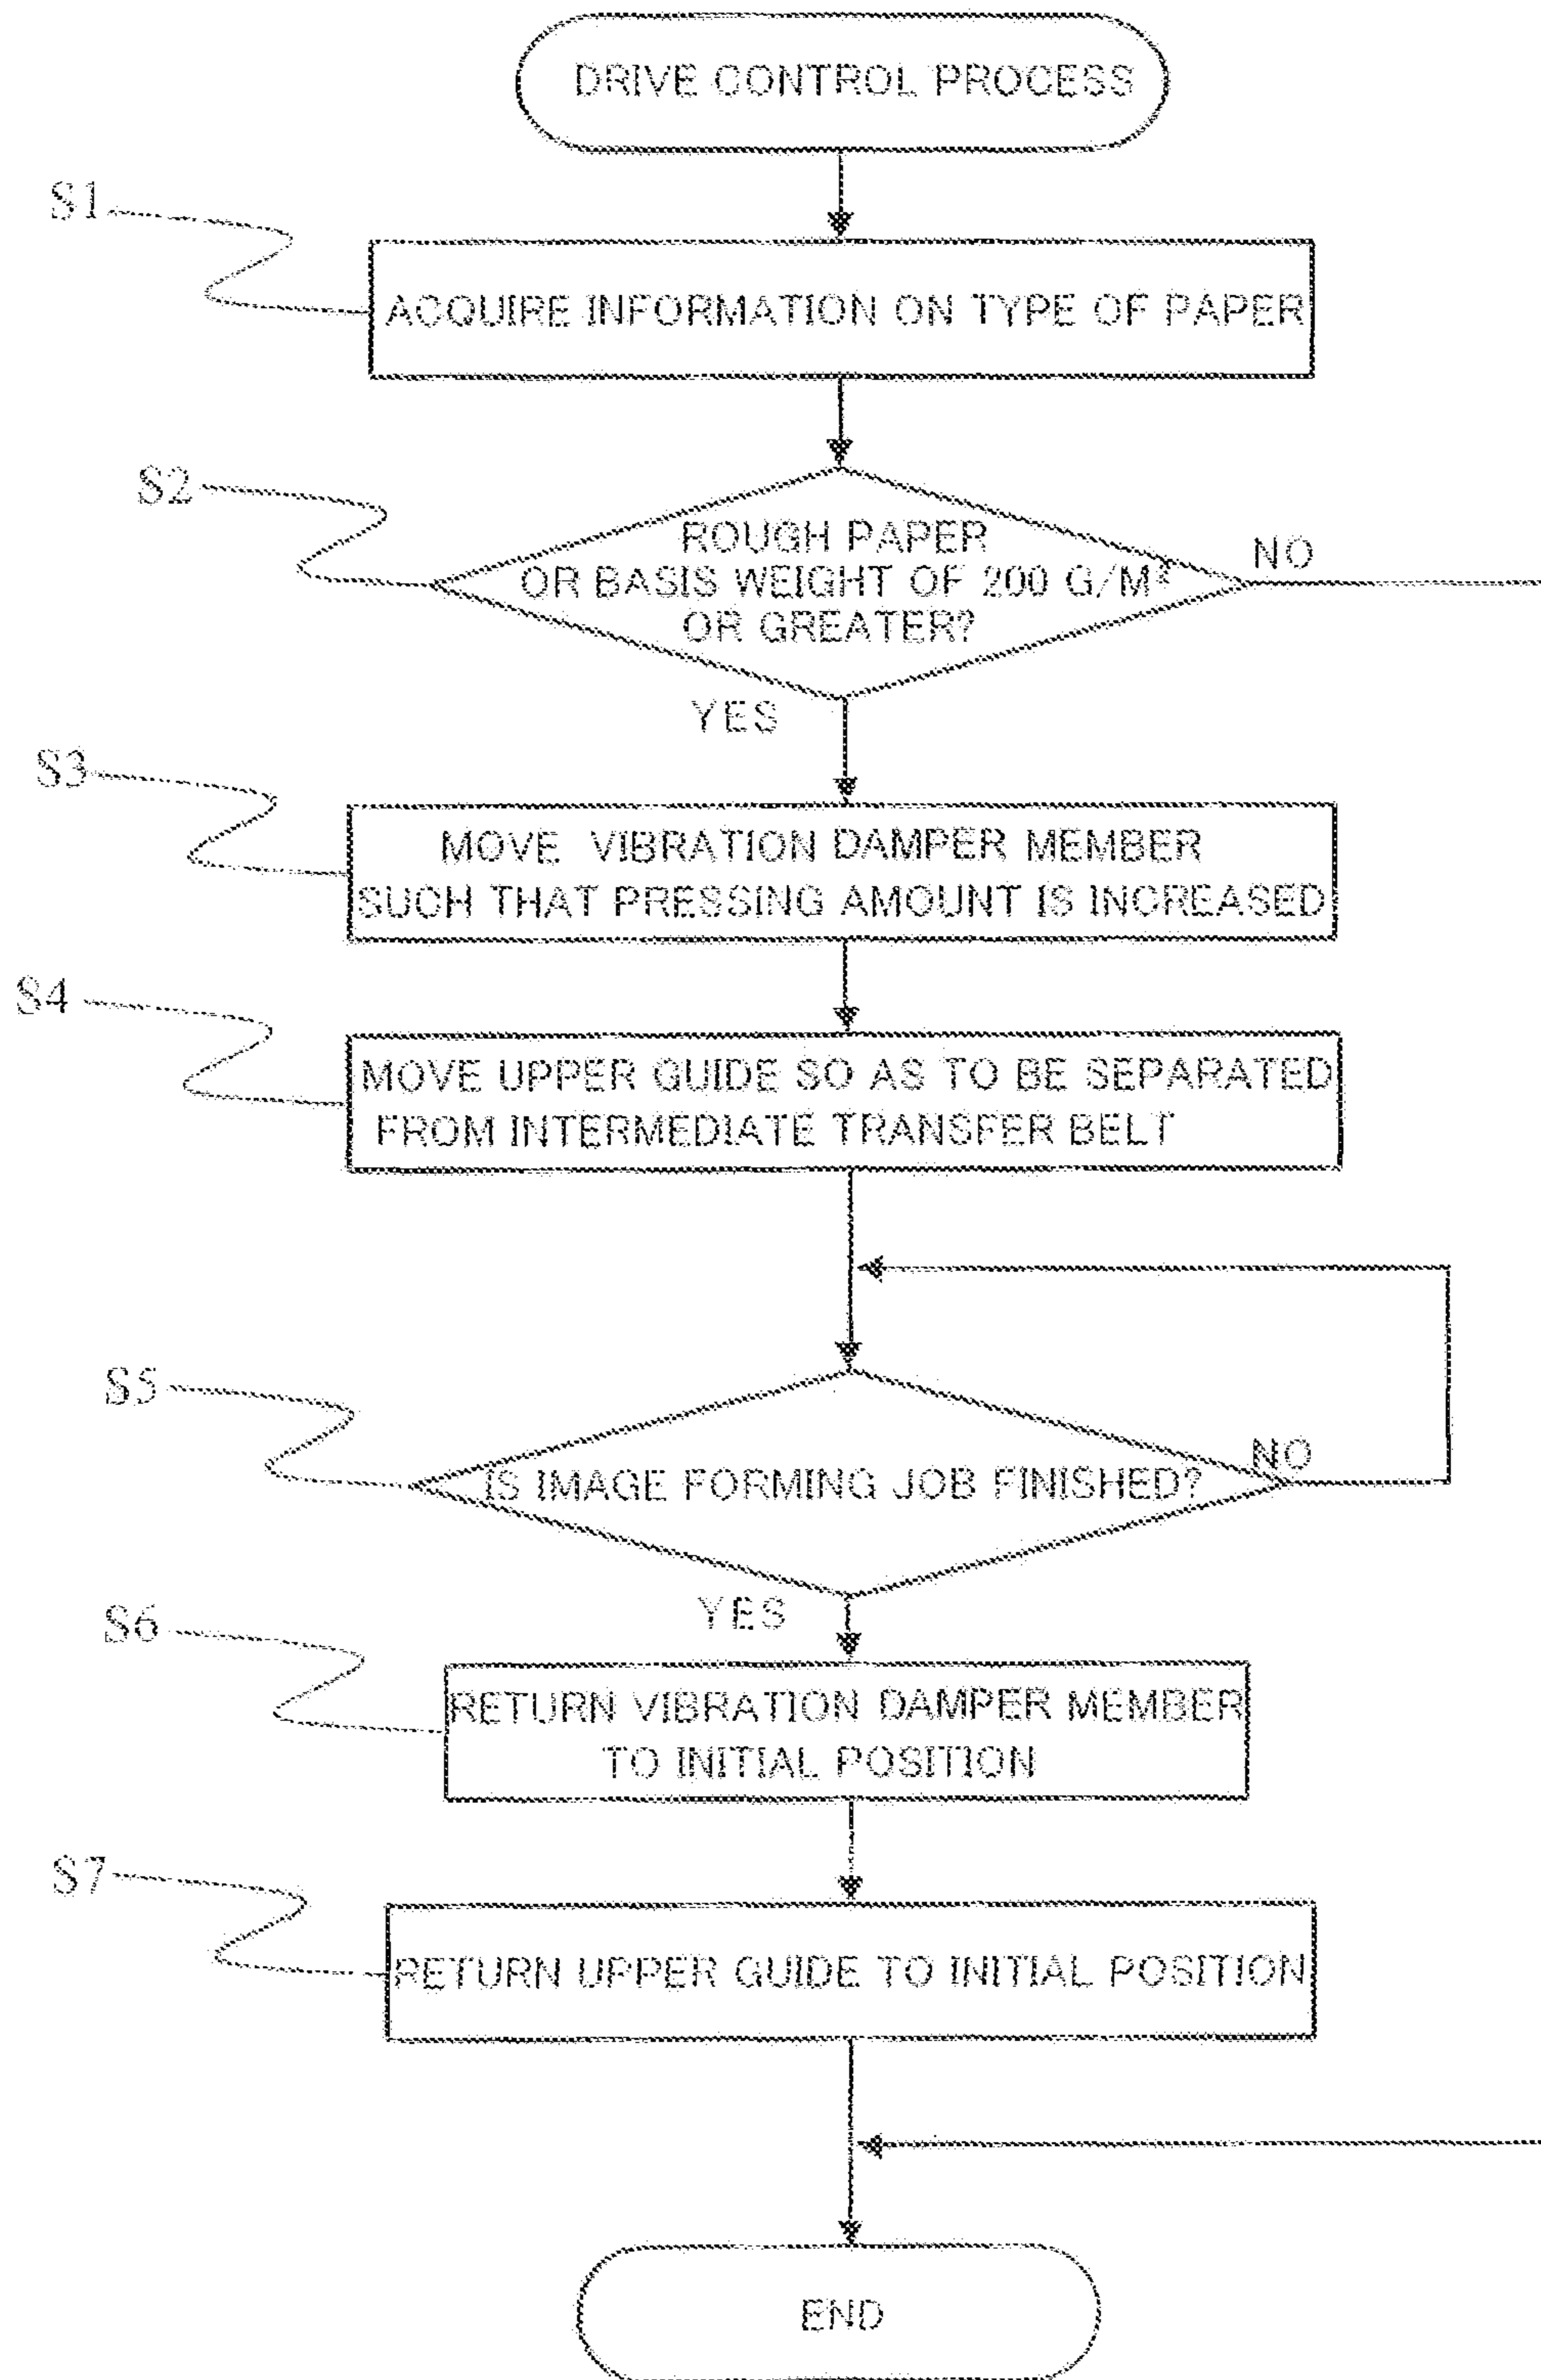 DRIVE CONTROL PROCESS
S1
ACQUIRE INFORMATION ON TYPE OF PAPER
S2
ROUGH PAPER
OR BASIS WEIGHT OF 200 G/M²
OR GREATER?
NO
YES
S3
MOVE VIBRATION DAMPER MEMBER
SUCH THAT PRESSING AMOUNT IS INCREASED
S4
MOVE UPPER GUIDE SO AS TO BE SEPARATED
FROM INTERMEDIATE TRANSFER BELT
S5
IS IMAGE FORMING JOB FINISHED?
NO
YES
S6
RETURN VIBRATION DAMPER MEMBER
TO INITIAL POSITION
S7
RETURN UPPER GUIDE TO INITIAL POSITION
END